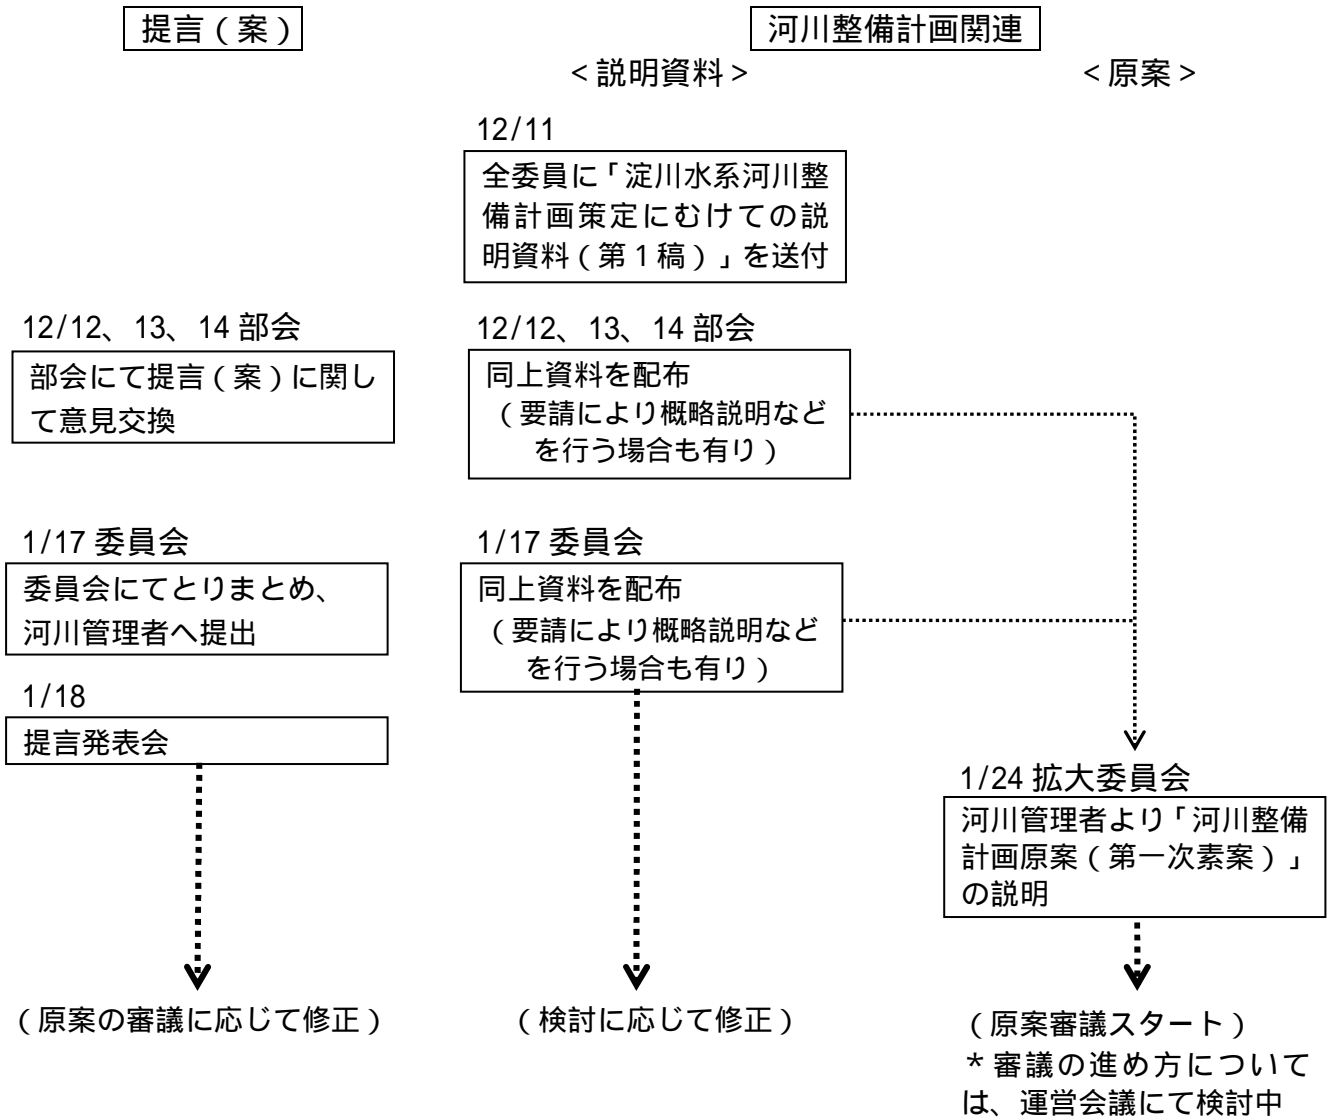 提言（案）
河川整備計画関連
＜説明資料＞
＜原案＞
12/11
全委員に「淀川水系河川整
備計画策定にむけての説
明資料（第１稿）」を送付
12/12、13、14 部会
部会にて提言（案）に関し
て意見交換
12/12、13、14 部会
同上資料を配布
（要請により概略説明など
を行う場合も有り）
1/17 委員会
委員会にてとりまとめ、
河川管理者へ提出
1/17 委員会
同上資料を配布
（要請により概略説明など
を行う場合も有り）
1/18
提言発表会
1/24 拡大委員会
河川管理者より「河川整備
計画原案（第一次素案）」
の説明
（原案の審議に応じて修正）
（検討に応じて修正）
（原案審議スタート）
＊審議の進め方について
は、運営会議にて検討中